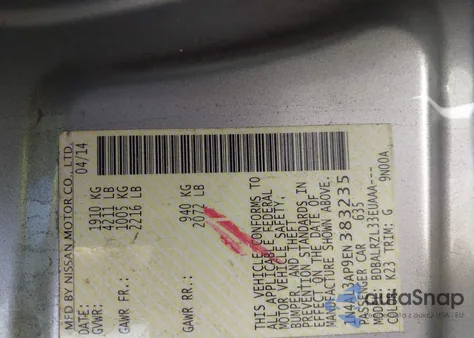 MFD BY NISSAN MOTOR CO., LTD.
DATE: 04/14
GVWR: 1910 KG
4211 LB
GAWR FR.: 1005 KG
2216 LB
GAWR RR.: 940 KG
LB
THIS VEHICLE CONFORMS TO
ALL APPLICABLE FEDERAL
MOTOR VEHICLE SAFETY,
BUMPER, AND THEFT
PREVENTION STANDARDS IN
EFFECT ON THE DATE OF
MANUFACTURE SHOWN ABOVE.
383235
PASSENGER CAR 635
MODEL: BDBALRZL33EUAAA---
COLOR: K23 TRIM: G 9N00A
autoSnap